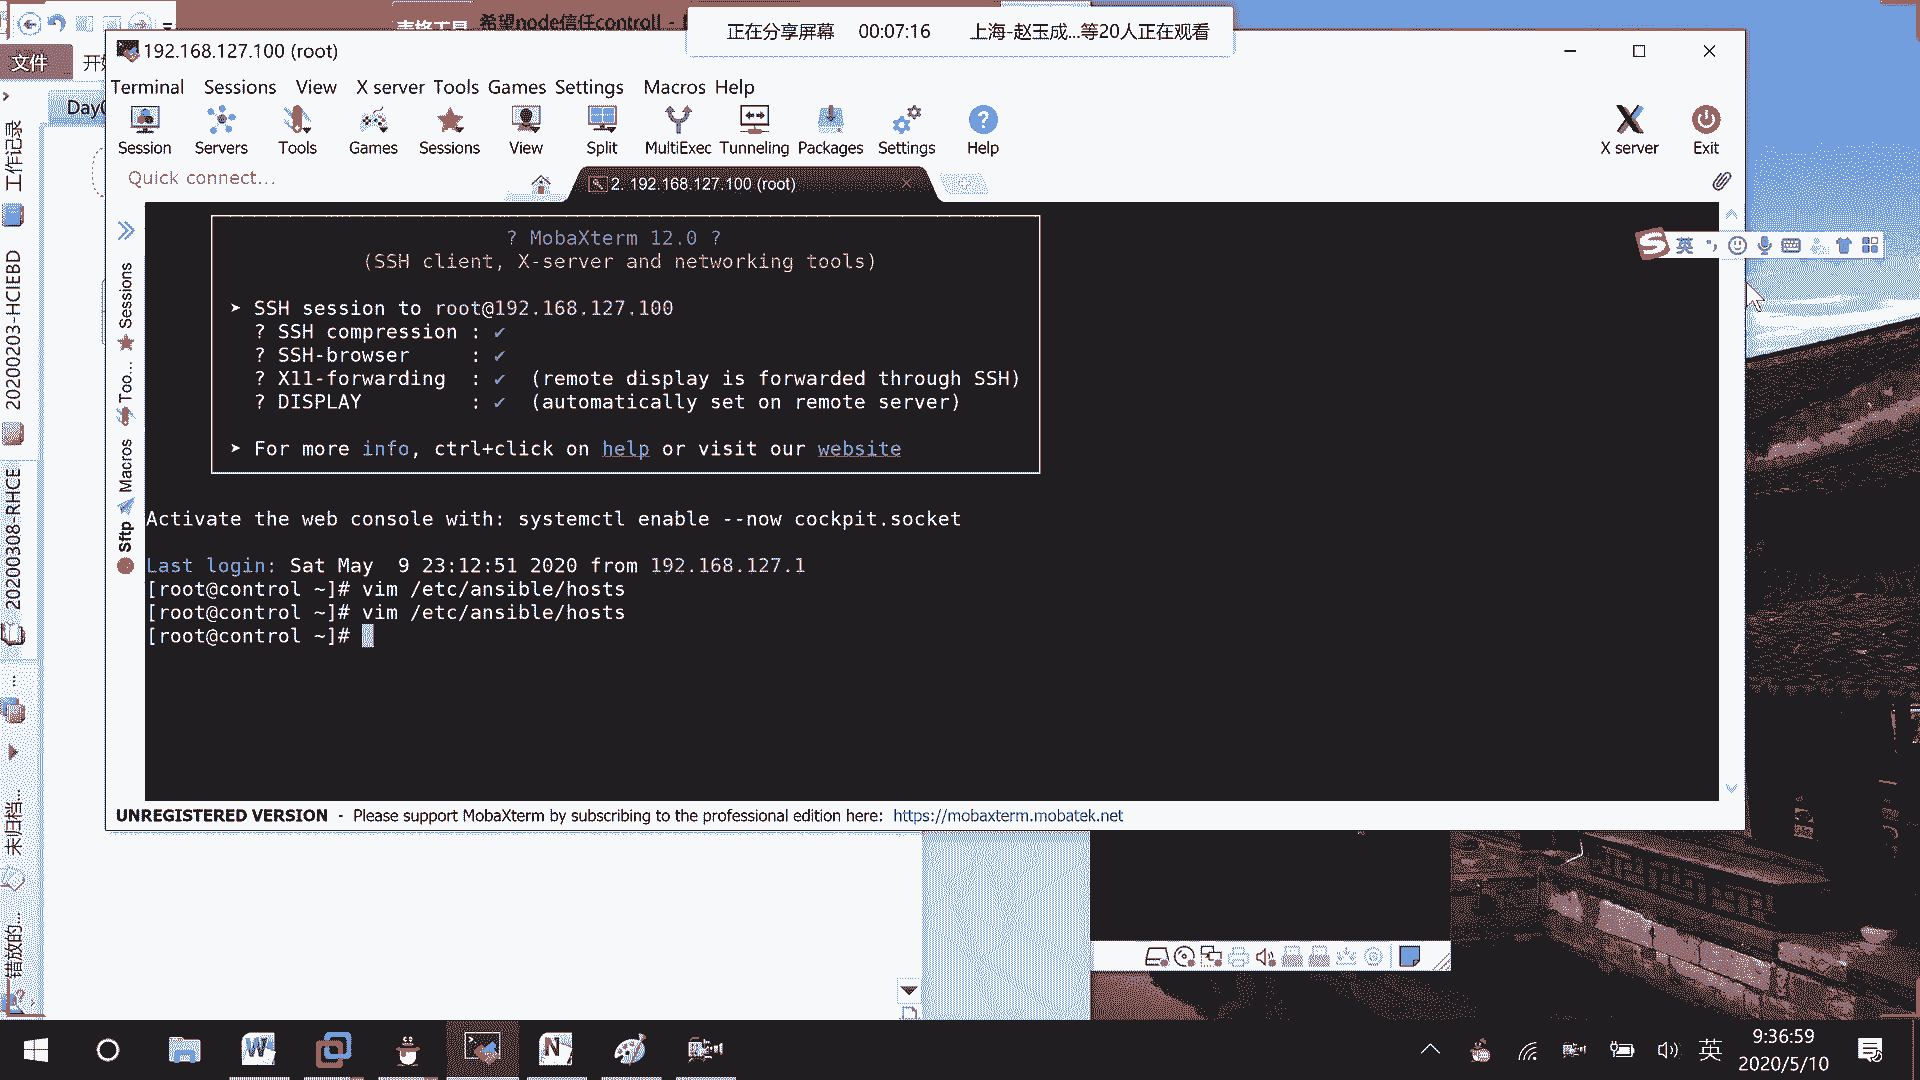 表格工具
希望node信任controll -
正在分享屏幕 00:07:16 上海-赵玉成...等20人正在观看
192.168.127.100 (root)
文件
Terminal Sessions View X server Tools Games Settings Macros Help
Session Servers Tools Games Sessions View Split MultiExec Tunneling Packages Settings Help X server Exit
Quick connect...
2. 192.168.127.100 (root)
? MobaXterm 12.0 ?
(SSH client, X-server and networking tools)
➤ SSH session to root@192.168.127.100
? SSH compression : ✔
? SSH-browser : ✔
? X11-forwarding : ✔ (remote display is forwarded through SSH)
? DISPLAY : ✔ (automatically set on remote server)
➤ For more info, ctrl+click on help or visit our website
Activate the web console with: systemctl enable --now cockpit.socket
Last login: Sat May 9 23:12:51 2020 from 192.168.127.1
[root@control ~]# vim /etc/ansible/hosts
[root@control ~]# vim /etc/ansible/hosts
[root@control ~]#
Sessions
Too...
Macros
Sftp
UNREGISTERED VERSION - Please support MobaXterm by subscribing to the professional edition here: https://mobaxterm.mobatek.net
工作记录
20200203-HCIEBD
20200308-RHCE
...
未归档...
错放的...
英
英
9:36:59
2020/5/10